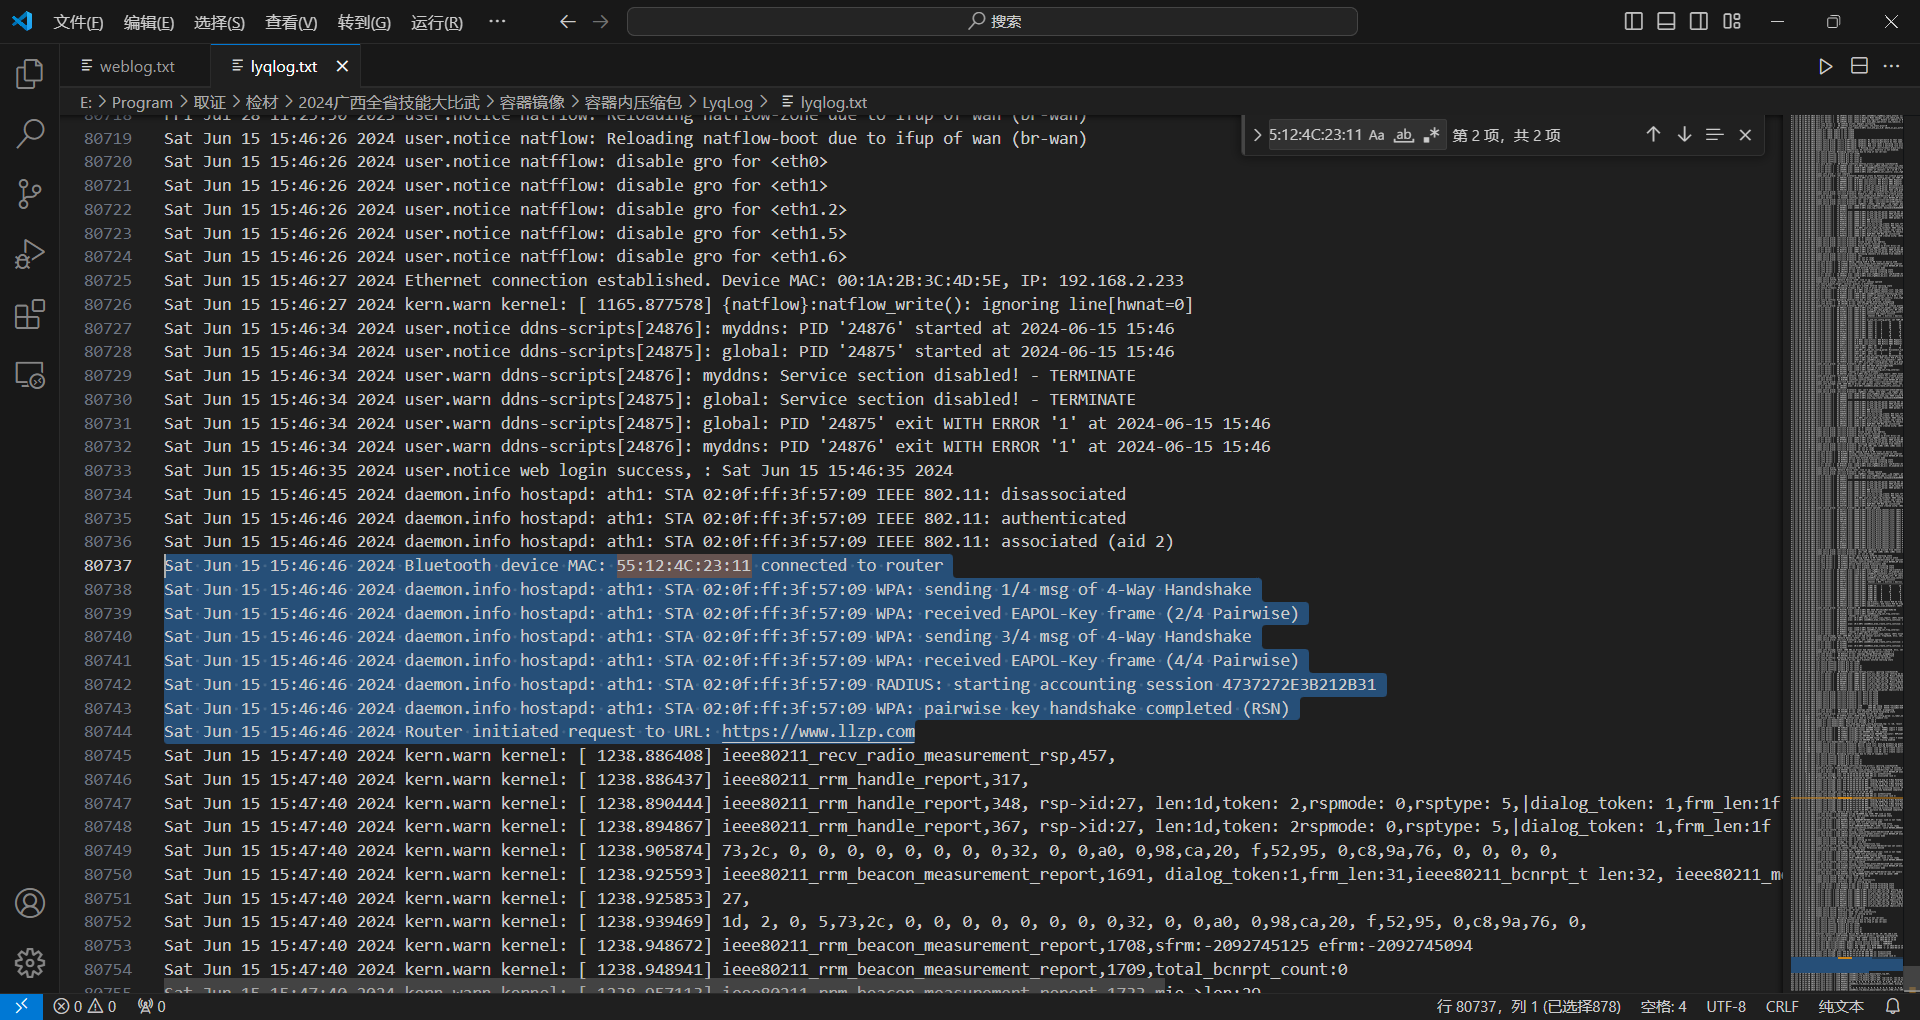 文件(F) 编辑(E) 选择(S) 查看(V) 转到(G) 运行(R) ··· 搜索
weblog.txt lyqlog.txt
E: > Program > 取证 > 检材 > 2024广西全省技能大比武 > 容器镜像 > 容器内压缩包 > LyqLog > lyqlog.txt
5:12:4C:23:11 Aa ab .* 第 2 项，共 2 项
80718 Fri Jul 28 11:25:50 2023 user.notice natflow: Reloading natflow-zone due to ifup of wan (br-wan)
80719 Sat Jun 15 15:46:26 2024 user.notice natflow: Reloading natflow-boot due to ifup of wan (br-wan)
80720 Sat Jun 15 15:46:26 2024 user.notice natfflow: disable gro for <eth0>
80721 Sat Jun 15 15:46:26 2024 user.notice natfflow: disable gro for <eth1>
80722 Sat Jun 15 15:46:26 2024 user.notice natfflow: disable gro for <eth1.2>
80723 Sat Jun 15 15:46:26 2024 user.notice natfflow: disable gro for <eth1.5>
80724 Sat Jun 15 15:46:26 2024 user.notice natfflow: disable gro for <eth1.6>
80725 Sat Jun 15 15:46:27 2024 Ethernet connection established. Device MAC: 00:1A:2B:3C:4D:5E, IP: 192.168.2.233
80726 Sat Jun 15 15:46:27 2024 kern.warn kernel: [ 1165.877578] {natflow}:natflow_write(): ignoring line[hwnat=0]
80727 Sat Jun 15 15:46:34 2024 user.notice ddns-scripts[24876]: myddns: PID '24876' started at 2024-06-15 15:46
80728 Sat Jun 15 15:46:34 2024 user.notice ddns-scripts[24875]: global: PID '24875' started at 2024-06-15 15:46
80729 Sat Jun 15 15:46:34 2024 user.warn ddns-scripts[24876]: myddns: Service section disabled! - TERMINATE
80730 Sat Jun 15 15:46:34 2024 user.warn ddns-scripts[24875]: global: Service section disabled! - TERMINATE
80731 Sat Jun 15 15:46:34 2024 user.warn ddns-scripts[24875]: global: PID '24875' exit WITH ERROR '1' at 2024-06-15 15:46
80732 Sat Jun 15 15:46:34 2024 user.warn ddns-scripts[24876]: myddns: PID '24876' exit WITH ERROR '1' at 2024-06-15 15:46
80733 Sat Jun 15 15:46:35 2024 user.notice web login success, : Sat Jun 15 15:46:35 2024
80734 Sat Jun 15 15:46:45 2024 daemon.info hostapd: ath1: STA 02:0f:ff:3f:57:09 IEEE 802.11: disassociated
80735 Sat Jun 15 15:46:46 2024 daemon.info hostapd: ath1: STA 02:0f:ff:3f:57:09 IEEE 802.11: authenticated
80736 Sat Jun 15 15:46:46 2024 daemon.info hostapd: ath1: STA 02:0f:ff:3f:57:09 IEEE 802.11: associated (aid 2)
80737 Sat Jun 15 15:46:46 2024 Bluetooth device MAC: 55:12:4C:23:11 connected to router
80738 Sat Jun 15 15:46:46 2024 daemon.info hostapd: ath1: STA 02:0f:ff:3f:57:09 WPA: sending 1/4 msg of 4-Way Handshake
80739 Sat Jun 15 15:46:46 2024 daemon.info hostapd: ath1: STA 02:0f:ff:3f:57:09 WPA: received EAPOL-Key frame (2/4 Pairwise)
80740 Sat Jun 15 15:46:46 2024 daemon.info hostapd: ath1: STA 02:0f:ff:3f:57:09 WPA: sending 3/4 msg of 4-Way Handshake
80741 Sat Jun 15 15:46:46 2024 daemon.info hostapd: ath1: STA 02:0f:ff:3f:57:09 WPA: received EAPOL-Key frame (4/4 Pairwise)
80742 Sat Jun 15 15:46:46 2024 daemon.info hostapd: ath1: STA 02:0f:ff:3f:57:09 RADIUS: starting accounting session 4737272E3B212B31
80743 Sat Jun 15 15:46:46 2024 daemon.info hostapd: ath1: STA 02:0f:ff:3f:57:09 WPA: pairwise key handshake completed (RSN)
80744 Sat Jun 15 15:46:46 2024 Router initiated request to URL: https://www.llzp.com
80745 Sat Jun 15 15:47:40 2024 kern.warn kernel: [ 1238.886408] ieee80211_recv_radio_measurement_rsp,457,
80746 Sat Jun 15 15:47:40 2024 kern.warn kernel: [ 1238.886437] ieee80211_rrm_handle_report,317,
80747 Sat Jun 15 15:47:40 2024 kern.warn kernel: [ 1238.890444] ieee80211_rrm_handle_report,348, rsp->id:27, len:1d,token: 2,rspmode: 0,rsptype: 5,|dialog_token: 1,frm_len:1f
80748 Sat Jun 15 15:47:40 2024 kern.warn kernel: [ 1238.894867] ieee80211_rrm_handle_report,367, rsp->id:27, len:1d,token: 2rspmode: 0,rsptype: 5,|dialog_token: 1,frm_len:1f
80749 Sat Jun 15 15:47:40 2024 kern.warn kernel: [ 1238.905874] 73,2c, 0, 0, 0, 0, 0, 0, 0, 0,32, 0, 0,a0, 0,98,ca,20, f,52,95, 0,c8,9a,76, 0, 0, 0, 0,
80750 Sat Jun 15 15:47:40 2024 kern.warn kernel: [ 1238.925593] ieee80211_rrm_beacon_measurement_report,1691, dialog_token:1,frm_len:31,ieee80211_bcnrpt_t len:32, ieee80211_m
80751 Sat Jun 15 15:47:40 2024 kern.warn kernel: [ 1238.925853] 27,
80752 Sat Jun 15 15:47:40 2024 kern.warn kernel: [ 1238.939469] 1d, 2, 0, 5,73,2c, 0, 0, 0, 0, 0, 0, 0, 0,32, 0, 0,a0, 0,98,ca,20, f,52,95, 0,c8,9a,76, 0,
80753 Sat Jun 15 15:47:40 2024 kern.warn kernel: [ 1238.948672] ieee80211_rrm_beacon_measurement_report,1708,sfrm:-2092745125 efrm:-2092745094
80754 Sat Jun 15 15:47:40 2024 kern.warn kernel: [ 1238.948941] ieee80211_rrm_beacon_measurement_report,1709,total_bcnrpt_count:0
80755 Sat Jun 15 15:47:40 2024 kern.warn kernel: [ 1238.957113] ieee80211_rrm_beacon_measurement_report,1733,mie->len:29
0 0 0 行 80737，列 1 (已选择878) 空格: 4 UTF-8 CRLF 纯文本